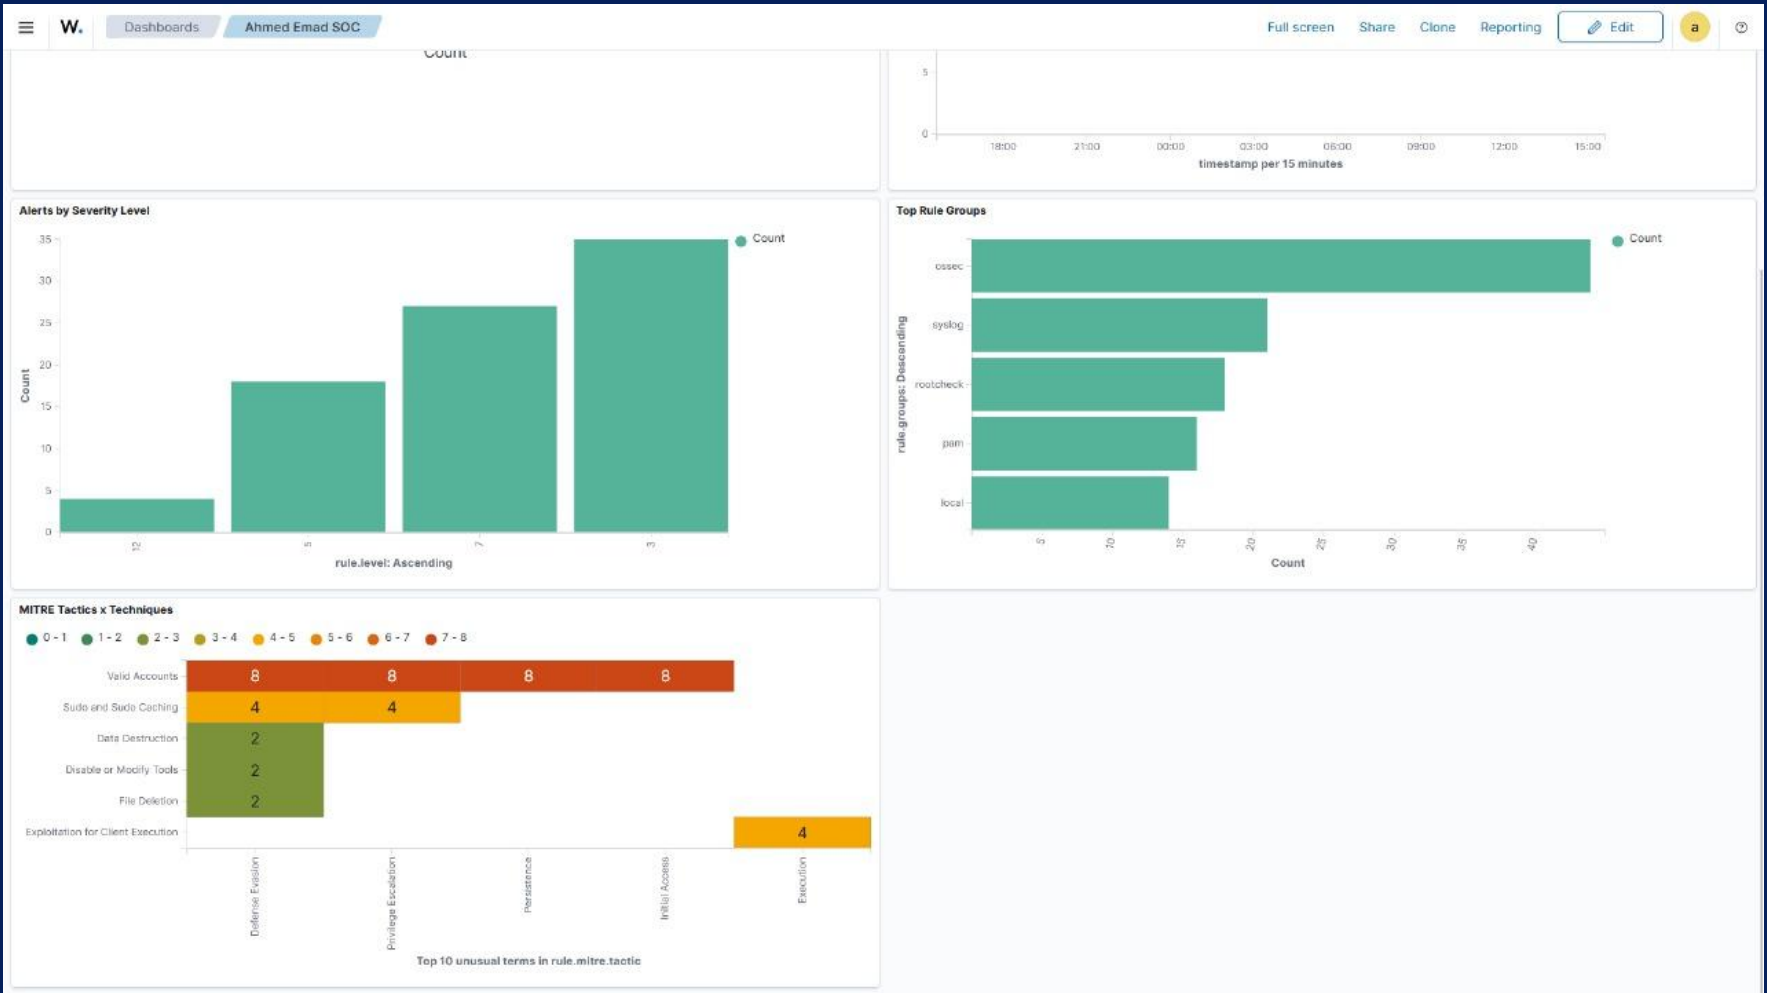 W. Dashboards Ahmed Emad SOC Full screen Share Clone Reporting Edit a
Count
5
0
18:00 21:00 00:00 03:00 06:00 09:00 12:00 15:00
timestamp per 15 minutes
Alerts by Severity Level
35
30
25
20
15
10
5
0
Count
12 5 7 3
rule.level: Ascending
Count
Top Rule Groups
ossec
syslog
rootcheck
pam
local
rule.groups: Descending
5 10 15 20 25 30 35 40
Count
Count
MITRE Tactics x Techniques
0 - 1 1 - 2 2 - 3 3 - 4 4 - 5 5 - 6 6 - 7 7 - 8
Valid Accounts 8 8 8 8
Sudo and Sudo Caching 4 4
Data Destruction 2
Disable or Modify Tools 2
File Deletion 2
Exploitation for Client Execution 4
Defense Evasion Privilege Escalation Persistence Initial Access Execution
Top 10 unusual terms in rule.mitre.tactic